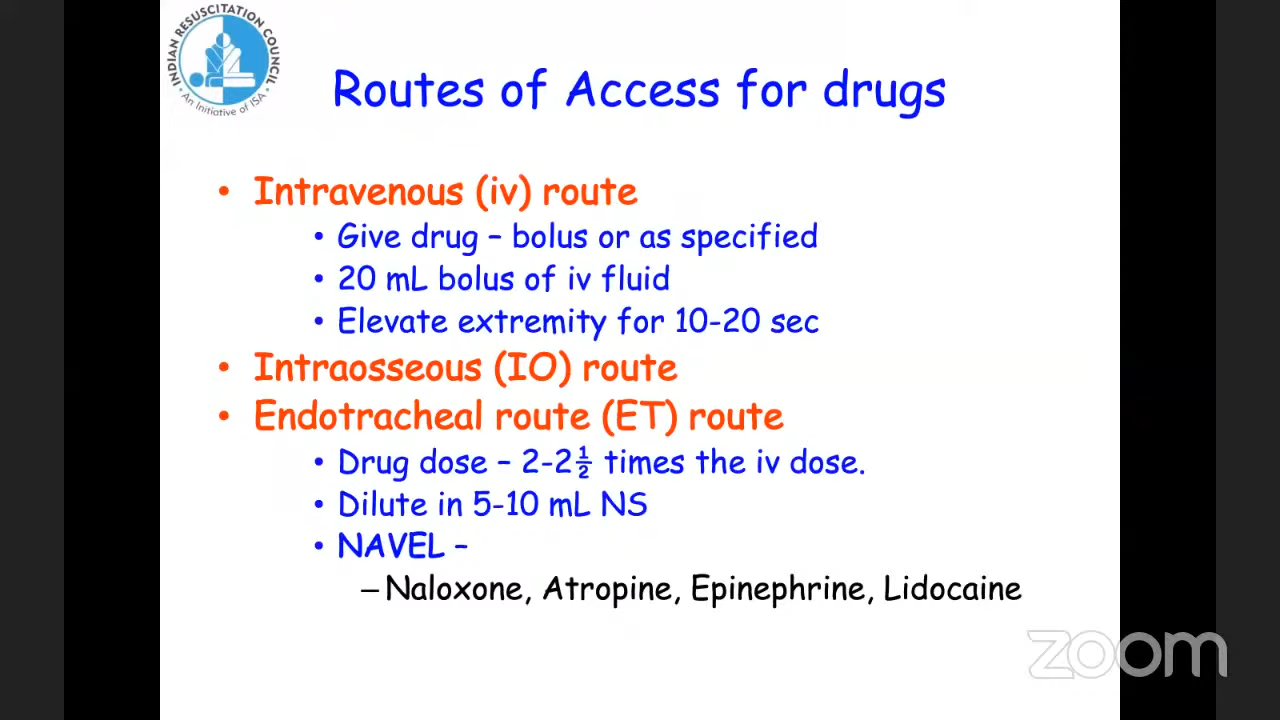 INDIAN RESUSCITATION COUNCIL
An Initiative of ISA
Routes of Access for drugs
• Intravenous (iv) route
• Give drug – bolus or as specified
• 20 mL bolus of iv fluid
• Elevate extremity for 10-20 sec
• Intraosseous (IO) route
• Endotracheal route (ET) route
• Drug dose – 2-2½ times the iv dose.
• Dilute in 5-10 mL NS
• NAVEL –
– Naloxone, Atropine, Epinephrine, Lidocaine
zoom